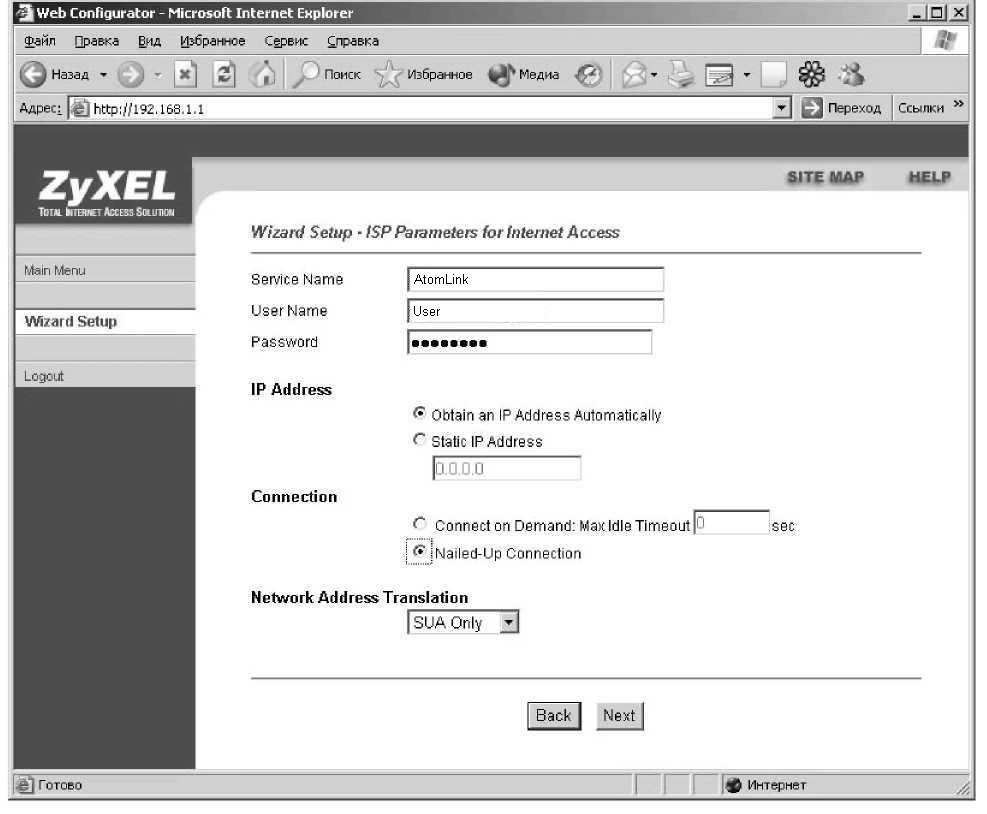 Web Configurator - Microsoft Internet Explorer
Файл Правка Вид Избранное Сервис Справка
Назад Поиск Избранное Медиа
Адрес: http://192.168.1.1 Переход Ссылки »
ZyXEL
TOTAL INTERNET ACCESS SOLUTION
SITE MAP HELP
Main Menu
Wizard Setup
Logout
Wizard Setup - ISP Parameters for Internet Access
Service Name AtomLink
User Name User
Password ●●●●●●●●
IP Address
Obtain an IP Address Automatically
Static IP Address
0.0.0.0
Connection
Connect on Demand: Max Idle Timeout 0 sec
Nailed-Up Connection
Network Address Translation
SUA Only
Back Next
Готово Интернет